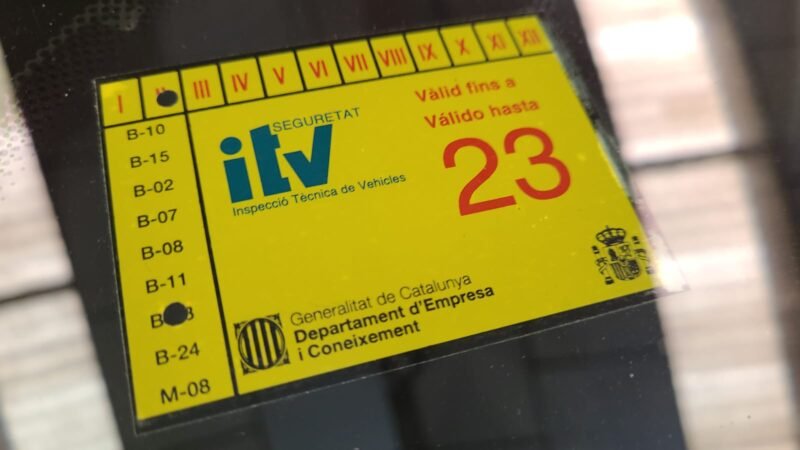 I III IV V VI VII VIII IX X XI XII
B-10
B-15
B-02
B-07
B-08
B-11
B-24
M-08
SEGURETAT
itv
Inspecció Tècnica de Vehicles
Vàlid fins a
Válido hasta
23
Generalitat de Catalunya
Departament d'Empresa
i Coneixement